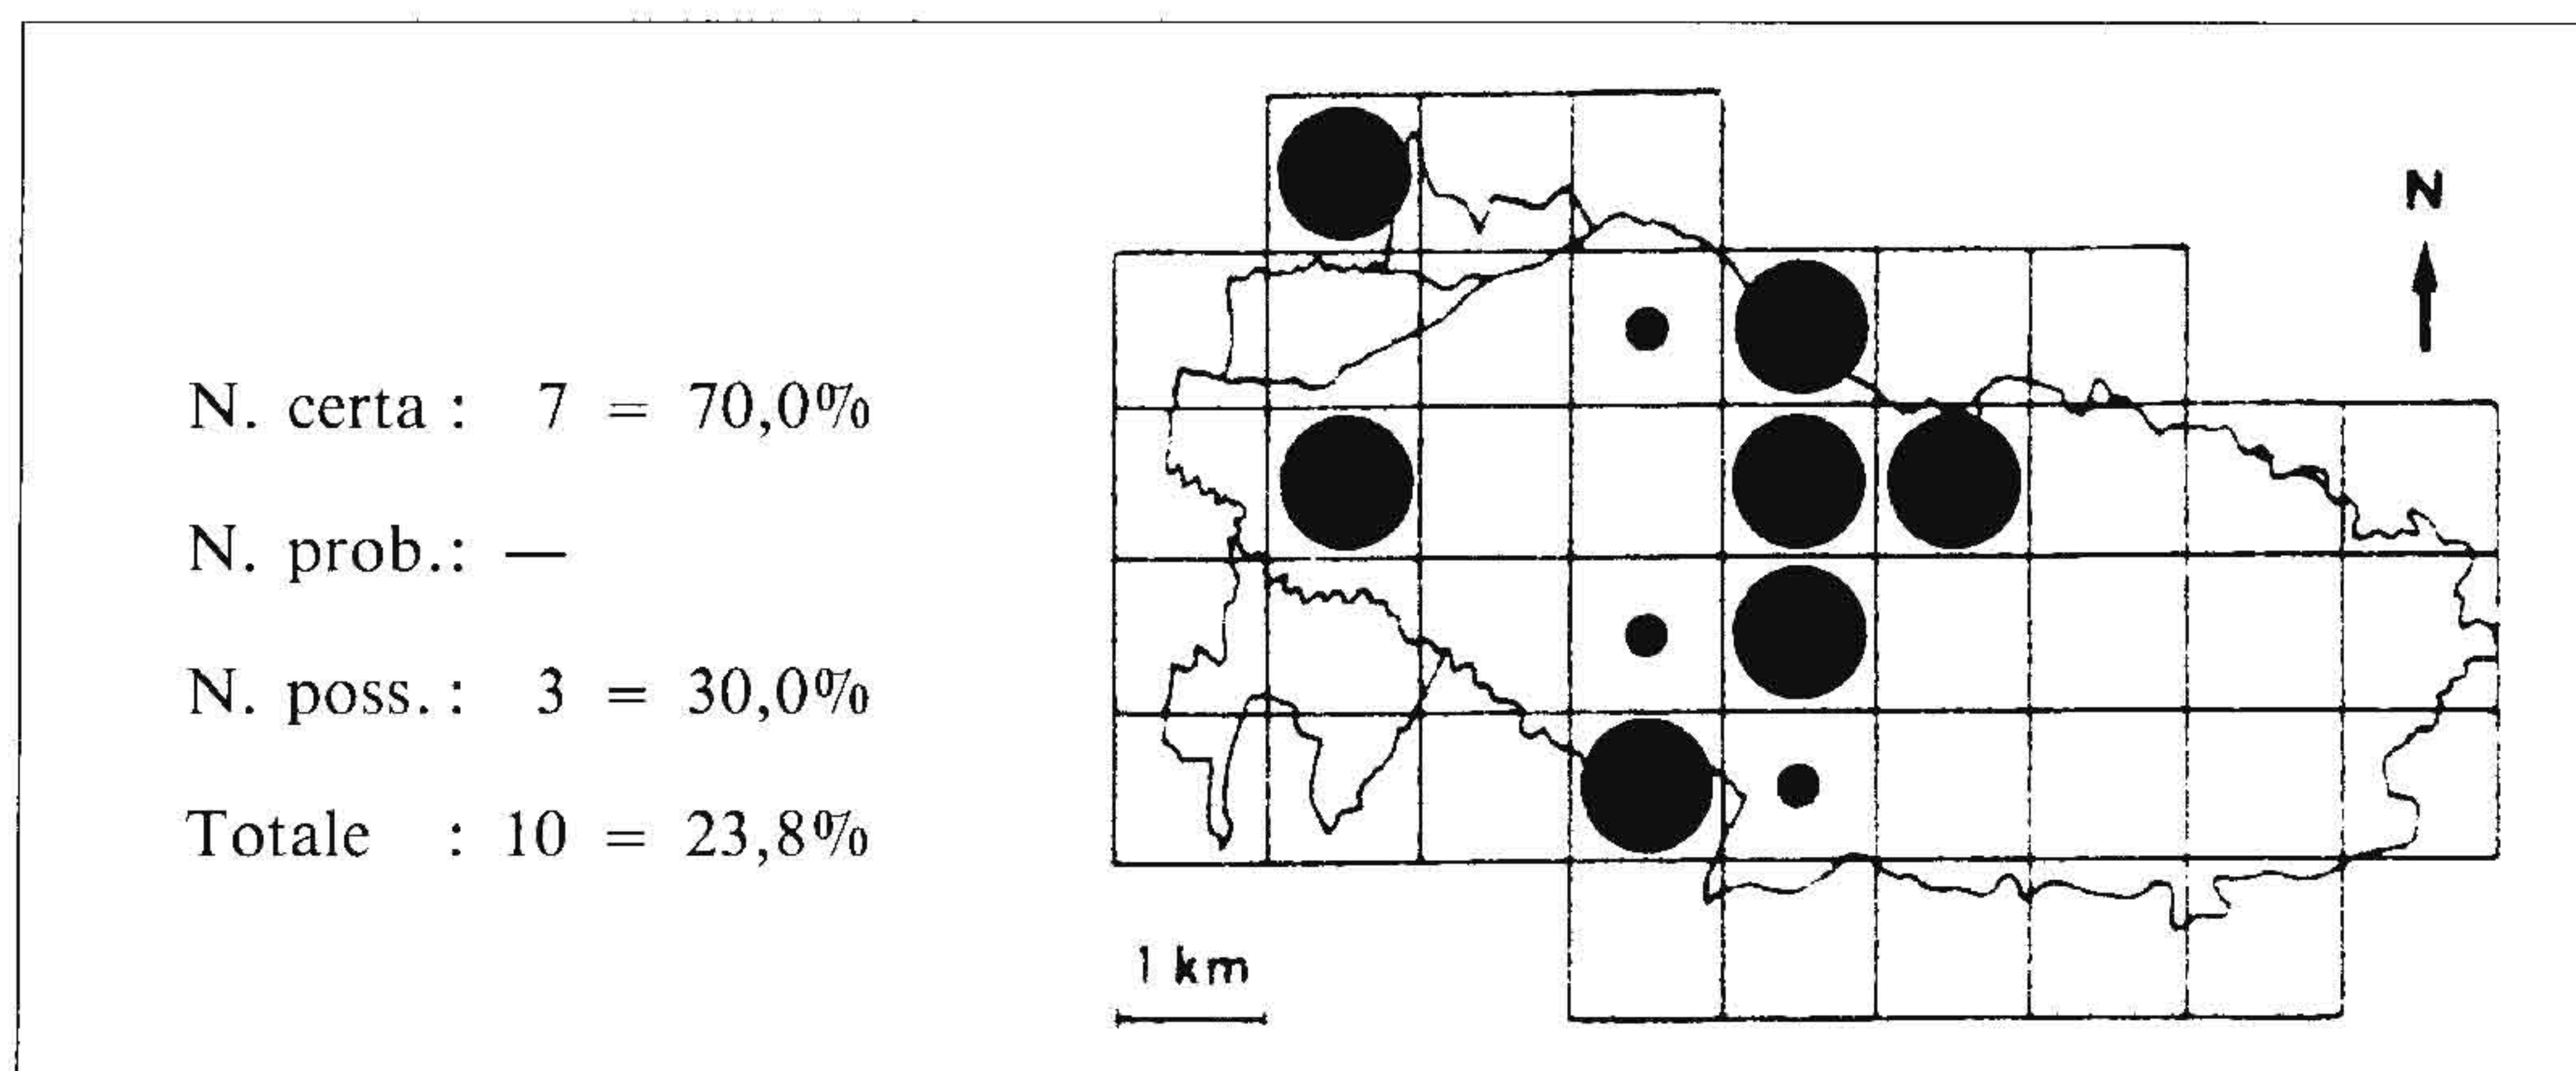 N. certa : 7 = 70,0%
N. prob.: —
N. poss. : 3 = 30,0%
Totale : 10 = 23,8%
N
1 km